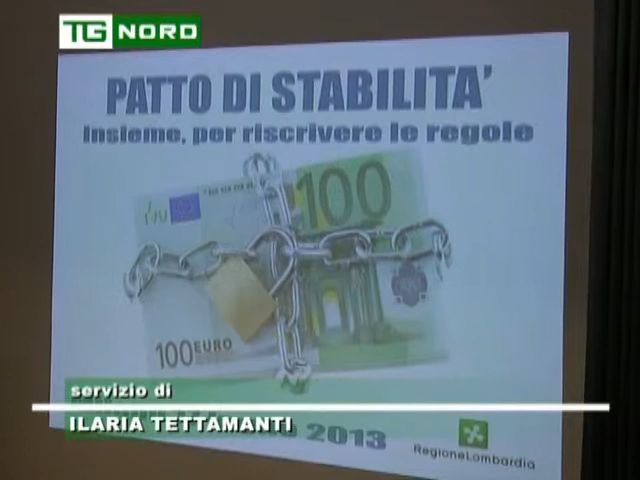 TG NORD
PATTO DI STABILITA'
Insieme, per riscrivere le regole
100
100 EURO
servizio di
ILARIA TETTAMANTI
2013
RegioneLombardia